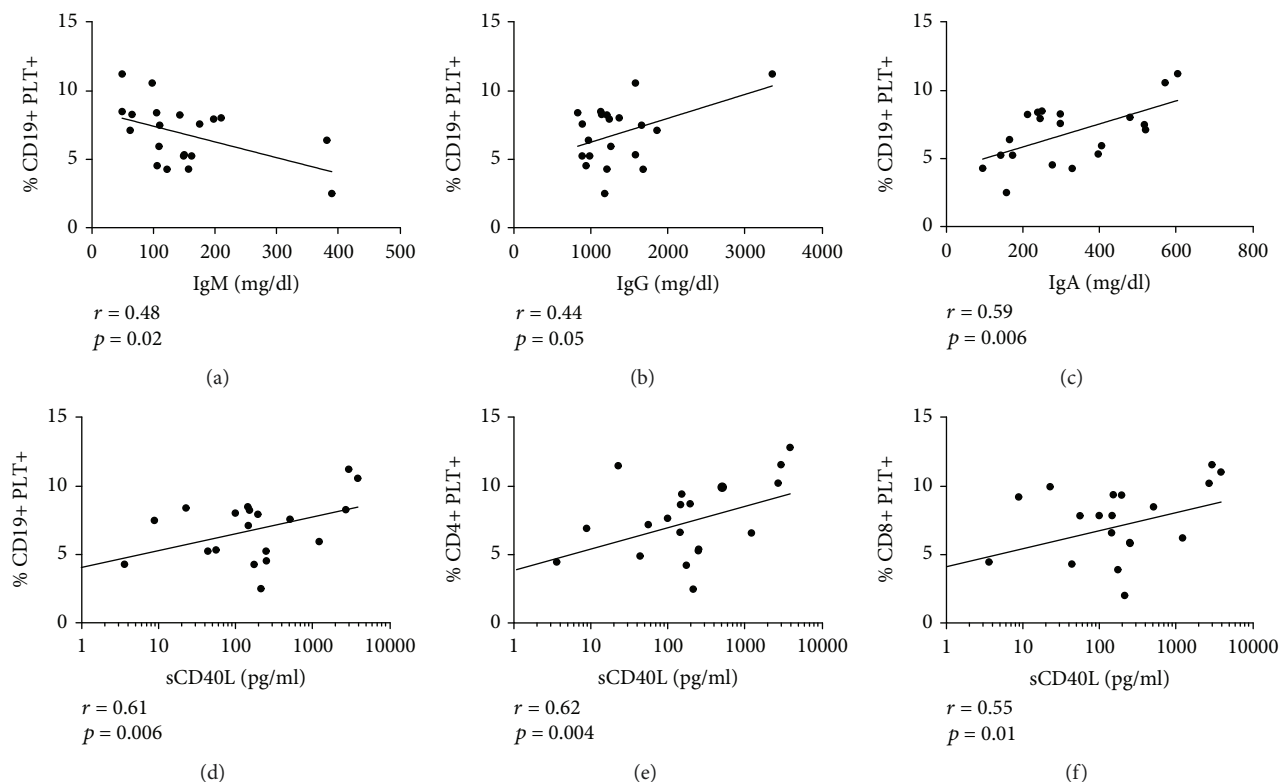 15
10
5
0
% CD19+ PLT+
0 100 200 300 400 500
IgM (mg/dl)
r = 0.48
p = 0.02
(a)
15
10
5
0
% CD19+ PLT+
0 1000 2000 3000 4000
IgG (mg/dl)
r = 0.44
p = 0.05
(b)
15
10
5
0
% CD19+ PLT+
0 200 400 600 800
IgA (mg/dl)
r = 0.59
p = 0.006
(c)
15
10
5
0
% CD19+ PLT+
1 10 100 1000 10000
sCD40L (pg/ml)
r = 0.61
p = 0.006
(d)
15
10
5
0
% CD4+ PLT+
1 10 100 1000 10000
sCD40L (pg/ml)
r = 0.62
p = 0.004
(e)
15
10
5
0
% CD8+ PLT+
1 10 100 1000 10000
sCD40L (pg/ml)
r = 0.55
p = 0.01
(f)